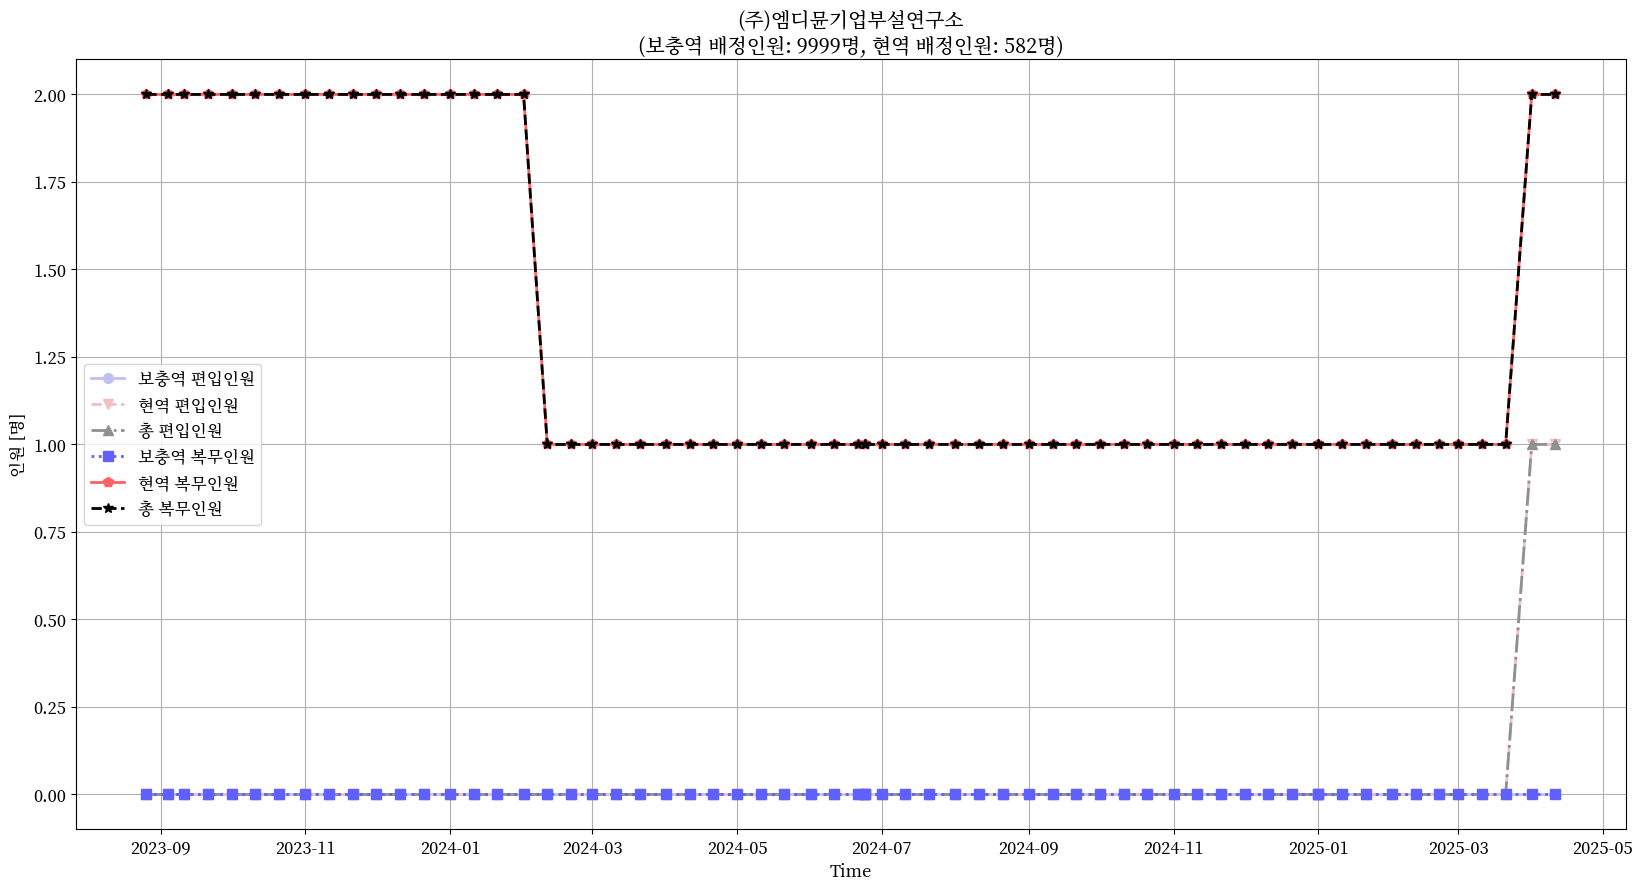 (주)엠디뮨기업부설연구소
(보충역 배정인원: 9999명, 현역 배정인원: 582명)
인원 [명]
2.00
1.75
1.50
1.25
1.00
0.75
0.50
0.25
0.00
보충역 편입인원
현역 편입인원
총 편입인원
보충역 복무인원
현역 복무인원
총 복무인원
2023-09 2023-11 2024-01 2024-03 2024-05 2024-07 2024-09 2024-11 2025-01 2025-03 2025-05
Time